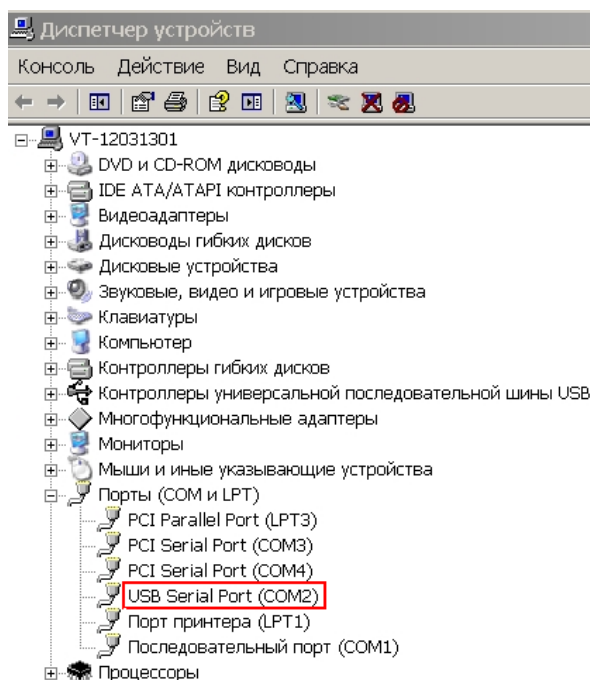 Диспетчер устройств
Консоль Действие Вид Справка
VT-12031301
DVD и CD-ROM дисководы
IDE ATA/ATAPI контроллеры
Видеоадаптеры
Дисководы гибких дисков
Дисковые устройства
Звуковые, видео и игровые устройства
Клавиатуры
Компьютер
Контроллеры гибких дисков
Контроллеры универсальной последовательной шины USB
Многофункциональные адаптеры
Мониторы
Мыши и иные указывающие устройства
Порты (COM и LPT)
PCI Parallel Port (LPT3)
PCI Serial Port (COM3)
PCI Serial Port (COM4)
USB Serial Port (COM2)
Порт принтера (LPT1)
Последовательный порт (COM1)
Процессоры